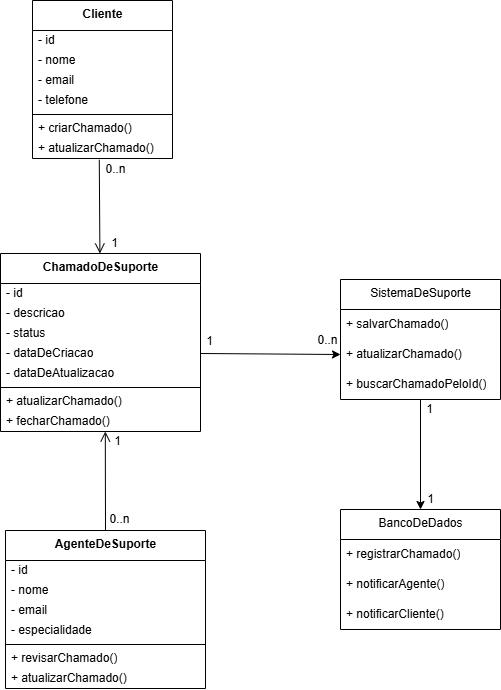 Cliente
- id
- nome
- email
- telefone
+ criarChamado()
+ atualizarChamado()
0..n
1
ChamadoDeSuporte
- id
- descricao
- status
- dataDeCriacao
- dataDeAtualizacao
+ atualizarChamado()
+ fecharChamado()
1
0..n
SistemaDeSuporte
+ salvarChamado()
+ atualizarChamado()
+ buscarChamadoPeloId()
1
1
BancoDeDados
+ registrarChamado()
+ notificarAgente()
+ notificarCliente()
1
0..n
AgenteDeSuporte
- id
- nome
- email
- especialidade
+ revisarChamado()
+ atualizarChamado()